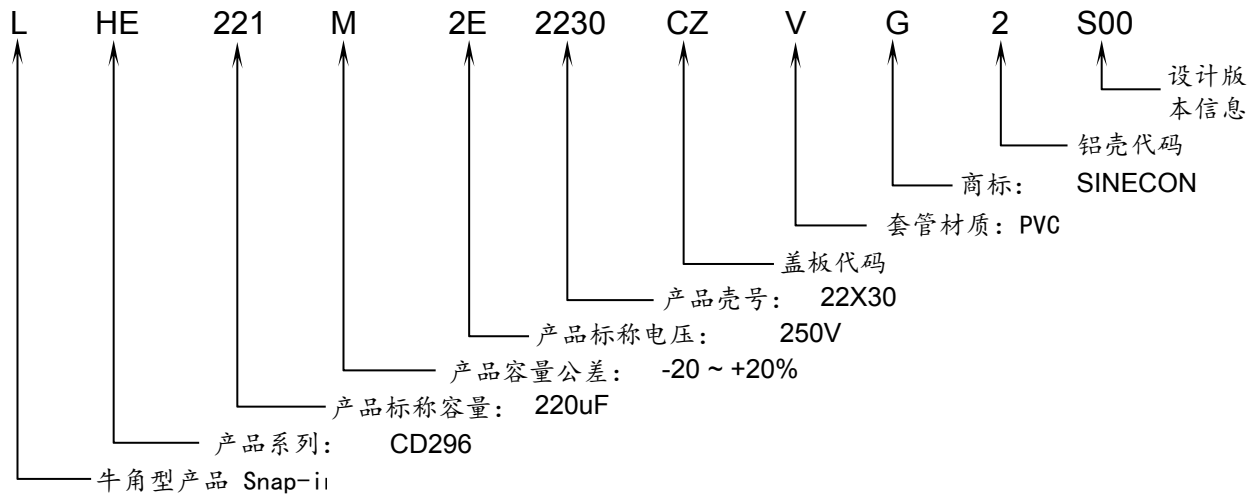 L HE 221 M 2E 2230 CZ V G 2 S00
设计版
本信息
铝壳代码
商标: SINECON
套管材质: PVC
盖板代码
产品壳号: 22X30
产品标称电压: 250V
产品容量公差: -20 ~ +20%
产品标称容量: 220uF
产品系列: CD296
牛角型产品 Snap-i